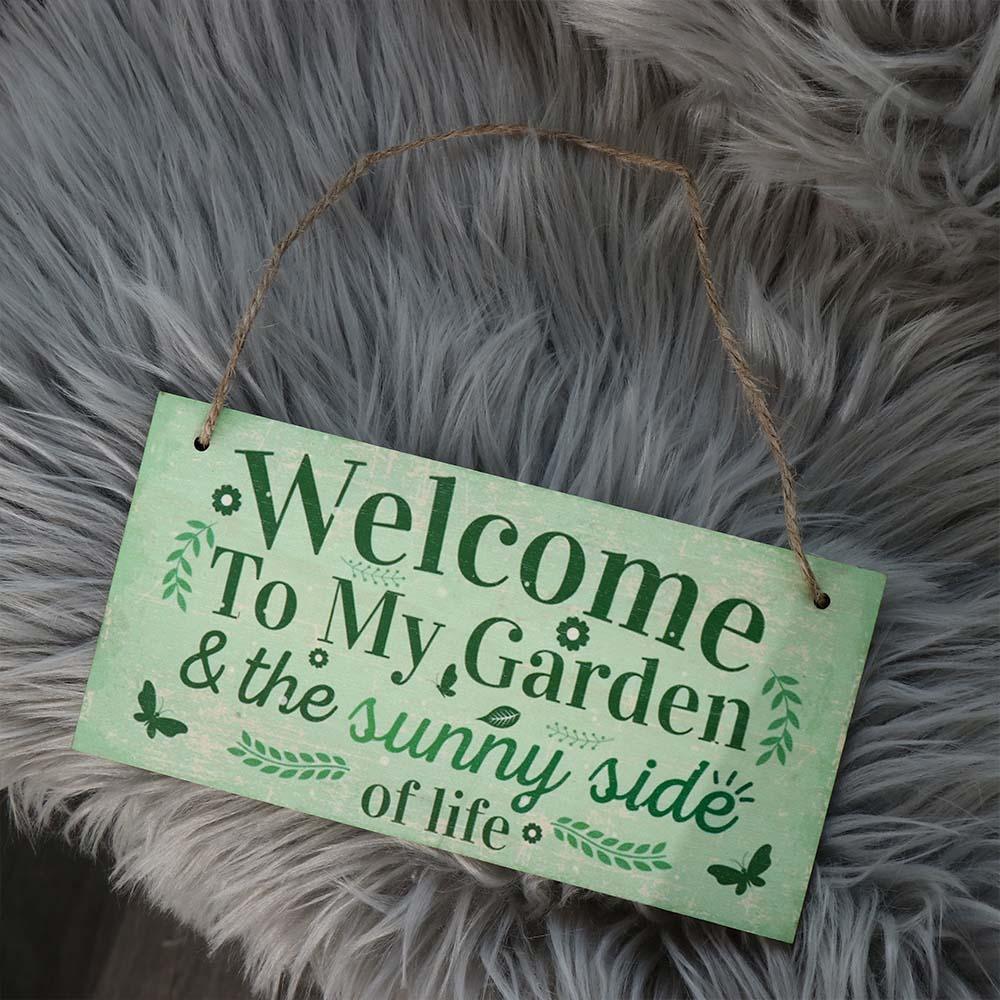 Welcome
To My Garden
& the sunny side
of life